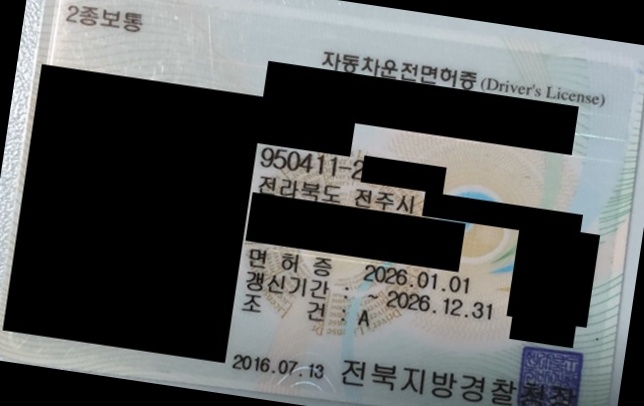 2종보통
자동차운전면허증 (Driver's License)
950411-2
전라북도 전주시
면 허 증 : 2026.01.01
갱신기간 : ~ 2026.12.31
조 건 : A
2016.07.13 전북지방경찰청장